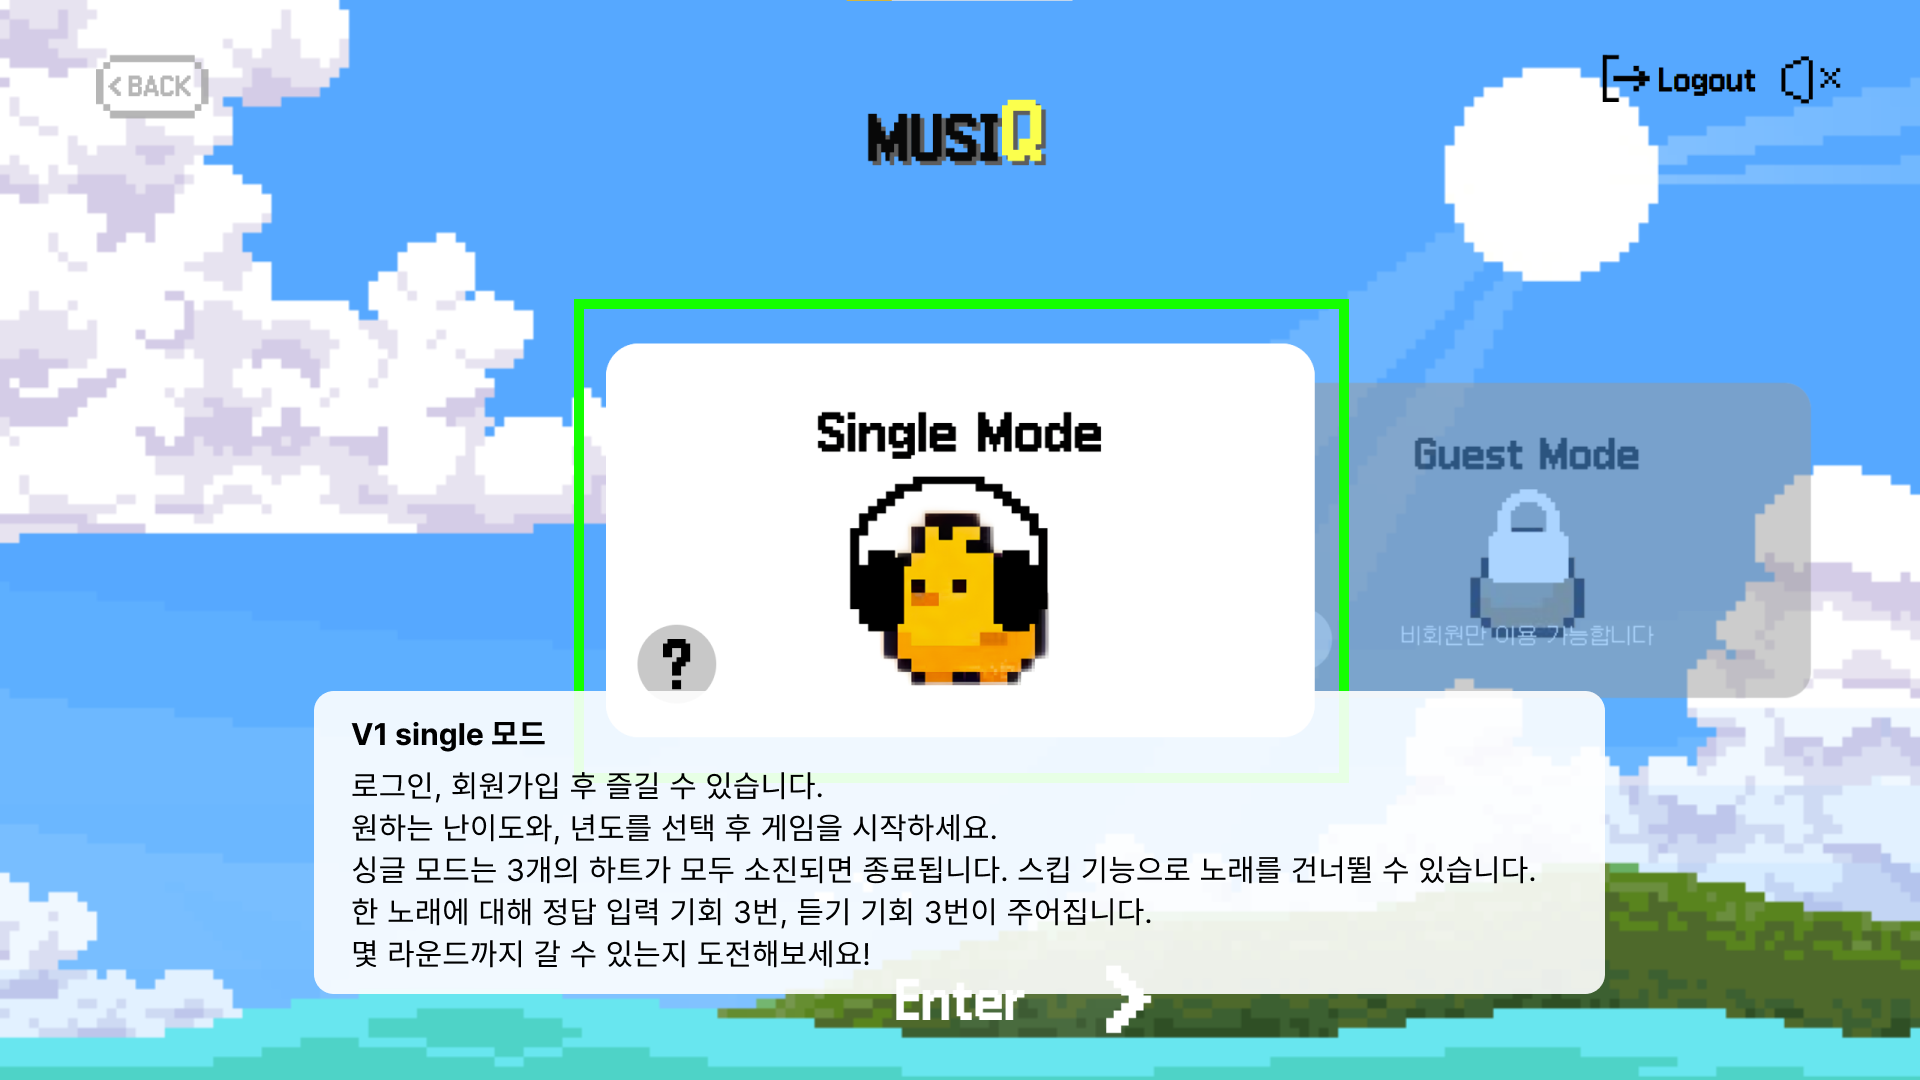 < BACK
Logout
MUSIQ
Single Mode
Guest Mode
비회원만 이용 가능합니다
?
V1 single 모드
로그인, 회원가입 후 즐길 수 있습니다.
원하는 난이도와, 년도를 선택 후 게임을 시작하세요.
싱글 모드는 3개의 하트가 모두 소진되면 종료됩니다. 스킵 기능으로 노래를 건너뛸 수 있습니다.
한 노래에 대해 정답 입력 기회 3번, 듣기 기회 3번이 주어집니다.
몇 라운드까지 갈 수 있는지 도전해보세요!
Enter